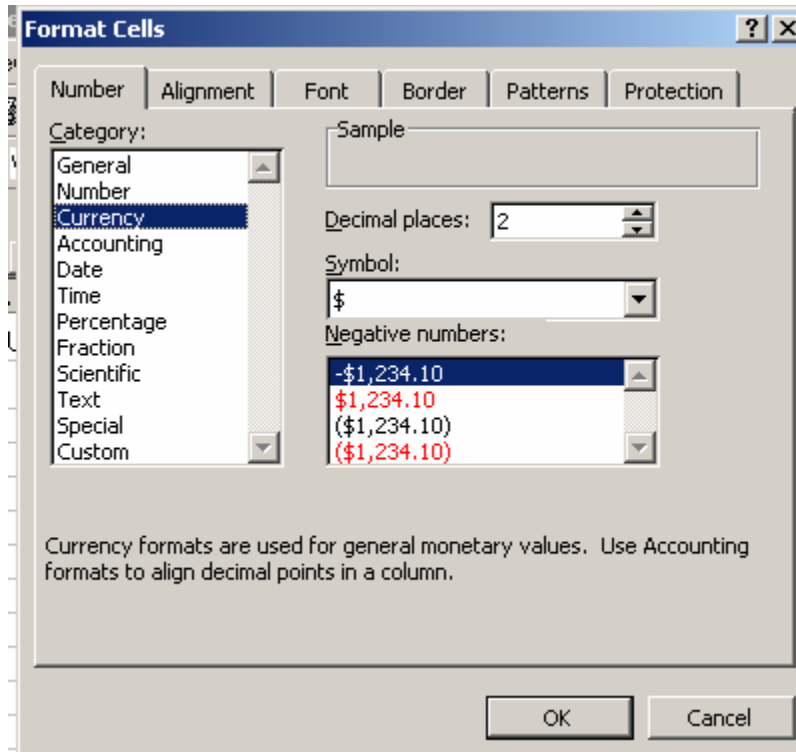 Format Cells
Number Alignment Font Border Patterns Protection
Category:
General
Number
Currency
Accounting
Date
Time
Percentage
Fraction
Scientific
Text
Special
Custom
Sample
Decimal places: 2
Symbol:
$
Negative numbers:
-$1,234.10
$1,234.10
($1,234.10)
($1,234.10)
Currency formats are used for general monetary values. Use Accounting
formats to align decimal points in a column.
OK Cancel